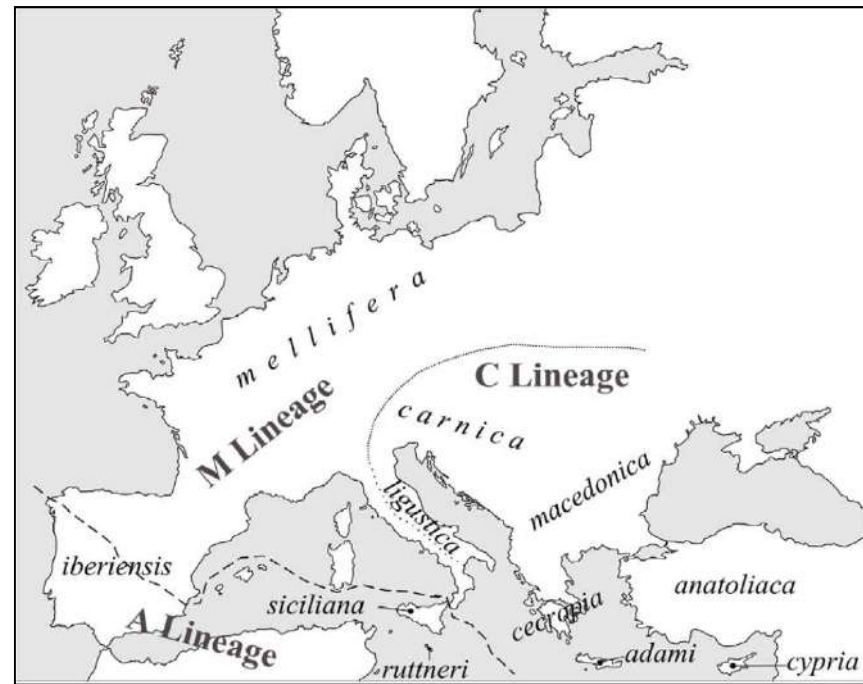 mellifera
C Lineage
M Lineage
carnica
ligustica
macedonica
iberiensis
anatoliaca
siciliana
cecropia
A Lineage
adami
ruttneri
cypria